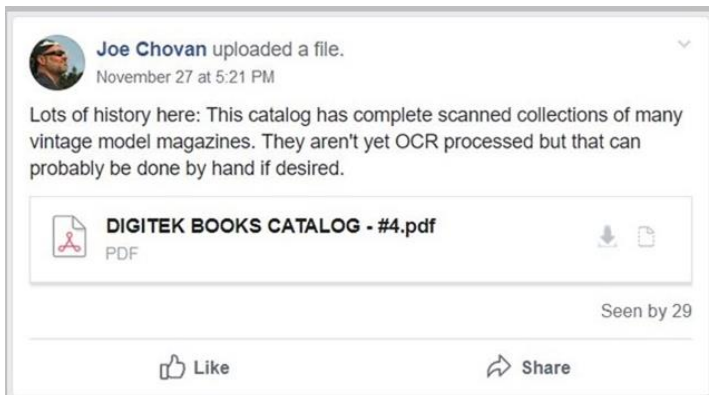 Joe Chovan uploaded a file.
November 27 at 5:21 PM
Lots of history here: This catalog has complete scanned collections of many
vintage model magazines. They aren't yet OCR processed but that can
probably be done by hand if desired.
DIGITEK BOOKS CATALOG - #4.pdf
PDF
Seen by 29
Like
Share